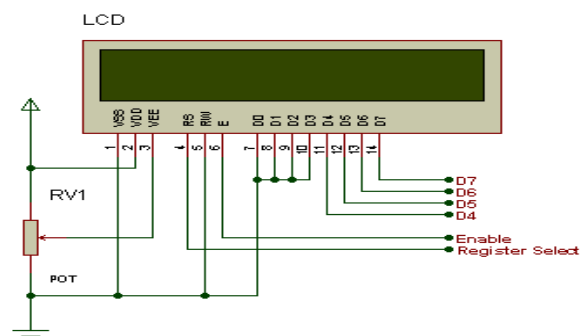 LCD
VSS VDD VEE RS RW E D0 D1 D2 D3 D4 D5 D6 D7
1 2 3 4 5 6 7 8 9 10 11 12 13 14
RV1
POT
D7
D6
D5
D4
Enable
Register Select